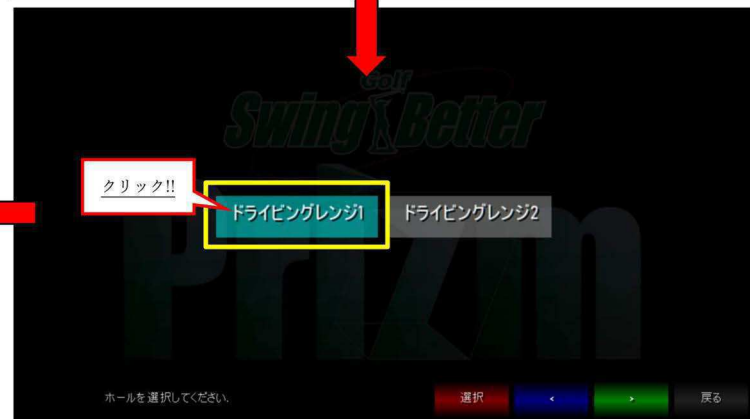 Golf
Swing Better
クリック!!
ドライビングレンジ1
ドライビングレンジ2
Prizm
ホールを選択してください.
選択
<
>
戻る